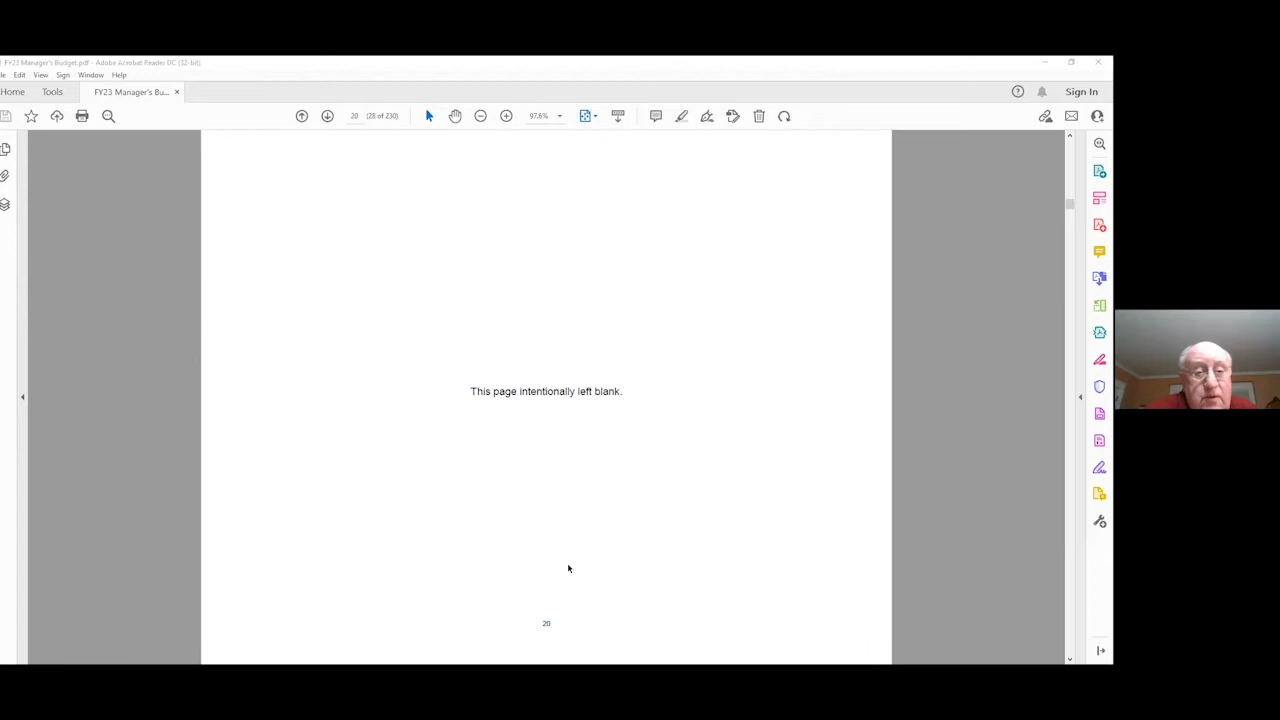 FY23 Manager's Budget.pdf - Adobe Acrobat Reader DC (32-bit)
le Edit View Sign Window Help
Home Tools FY23 Manager's Bu... × Sign In
20 (28 of 230) 97.6%
This page intentionally left blank.
20